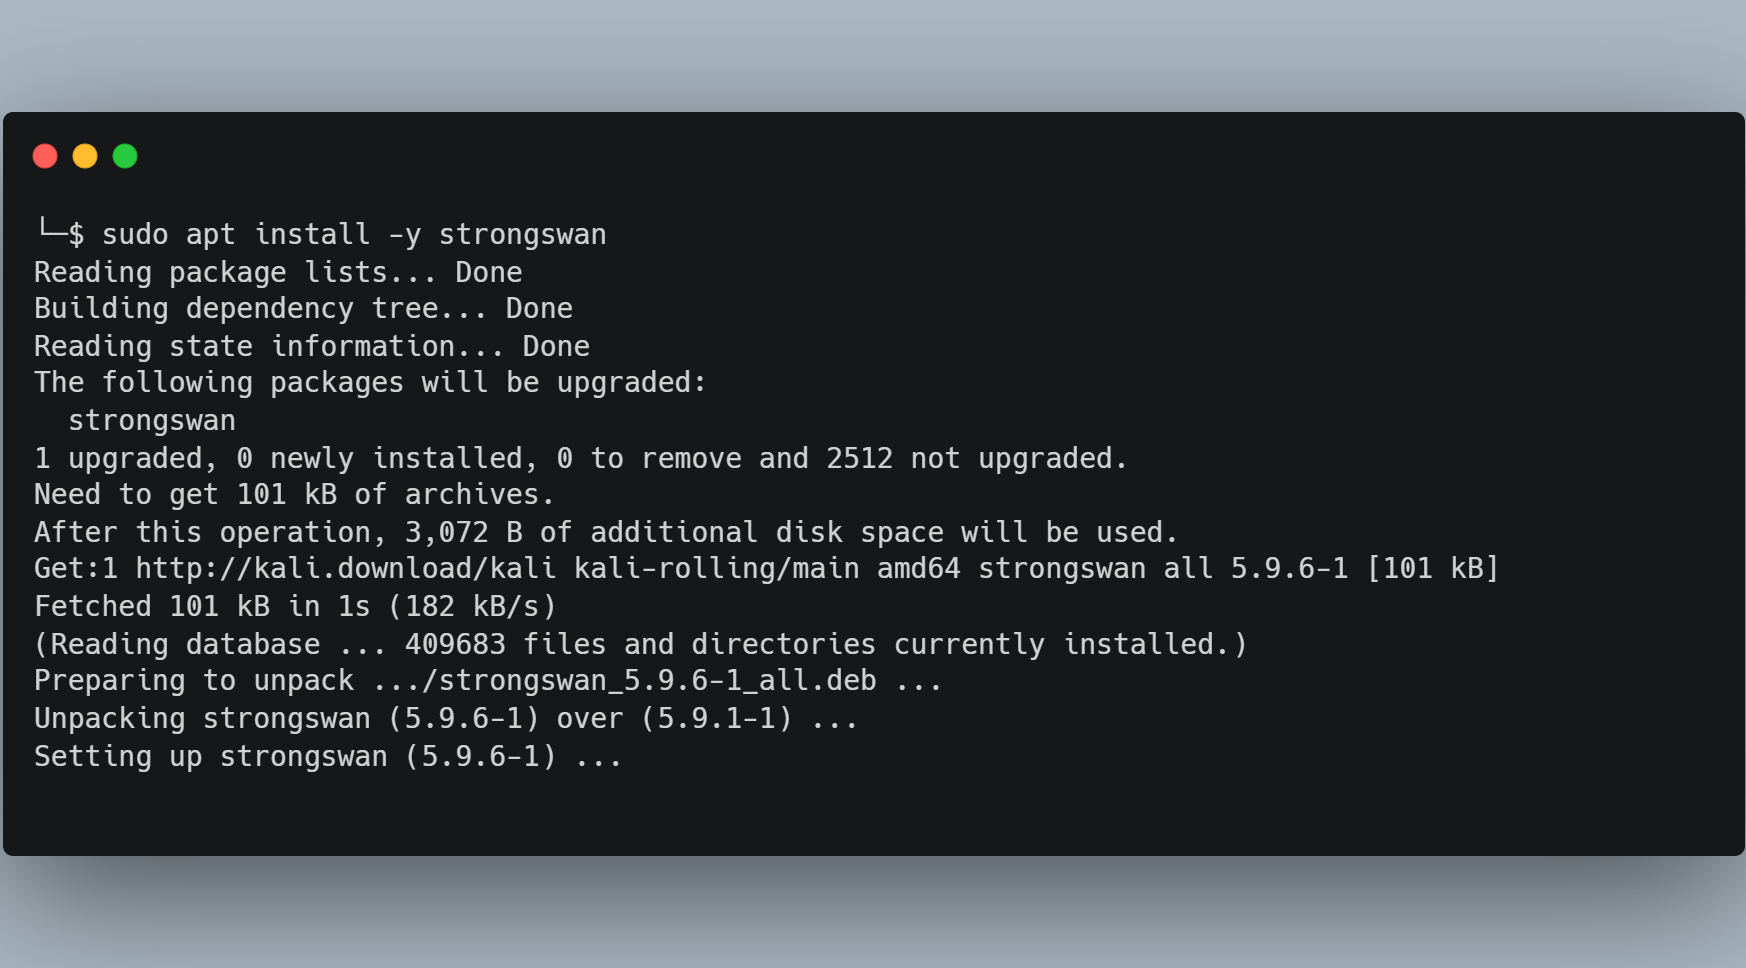 └─$ sudo apt install -y strongswan
Reading package lists... Done
Building dependency tree... Done
Reading state information... Done
The following packages will be upgraded:
  strongswan
1 upgraded, 0 newly installed, 0 to remove and 2512 not upgraded.
Need to get 101 kB of archives.
After this operation, 3,072 B of additional disk space will be used.
Get:1 http://kali.download/kali kali-rolling/main amd64 strongswan all 5.9.6-1 [101 kB]
Fetched 101 kB in 1s (182 kB/s)
(Reading database ... 409683 files and directories currently installed.)
Preparing to unpack .../strongswan_5.9.6-1_all.deb ...
Unpacking strongswan (5.9.6-1) over (5.9.1-1) ...
Setting up strongswan (5.9.6-1) ...